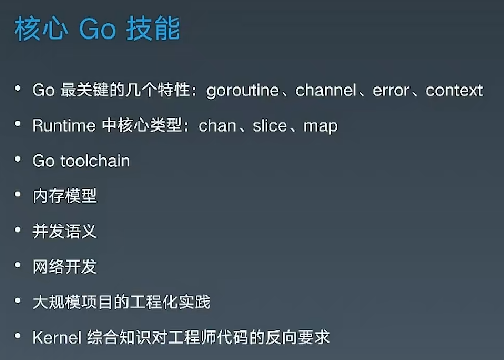 核心 Go 技能
• Go 最关键的几个特性：goroutine、channel、error、context
• Runtime 中核心类型：chan、slice、map
• Go toolchain
• 内存模型
• 并发语义
• 网络开发
• 大规模项目的工程化实践
• Kernel 综合知识对工程师代码的反向要求